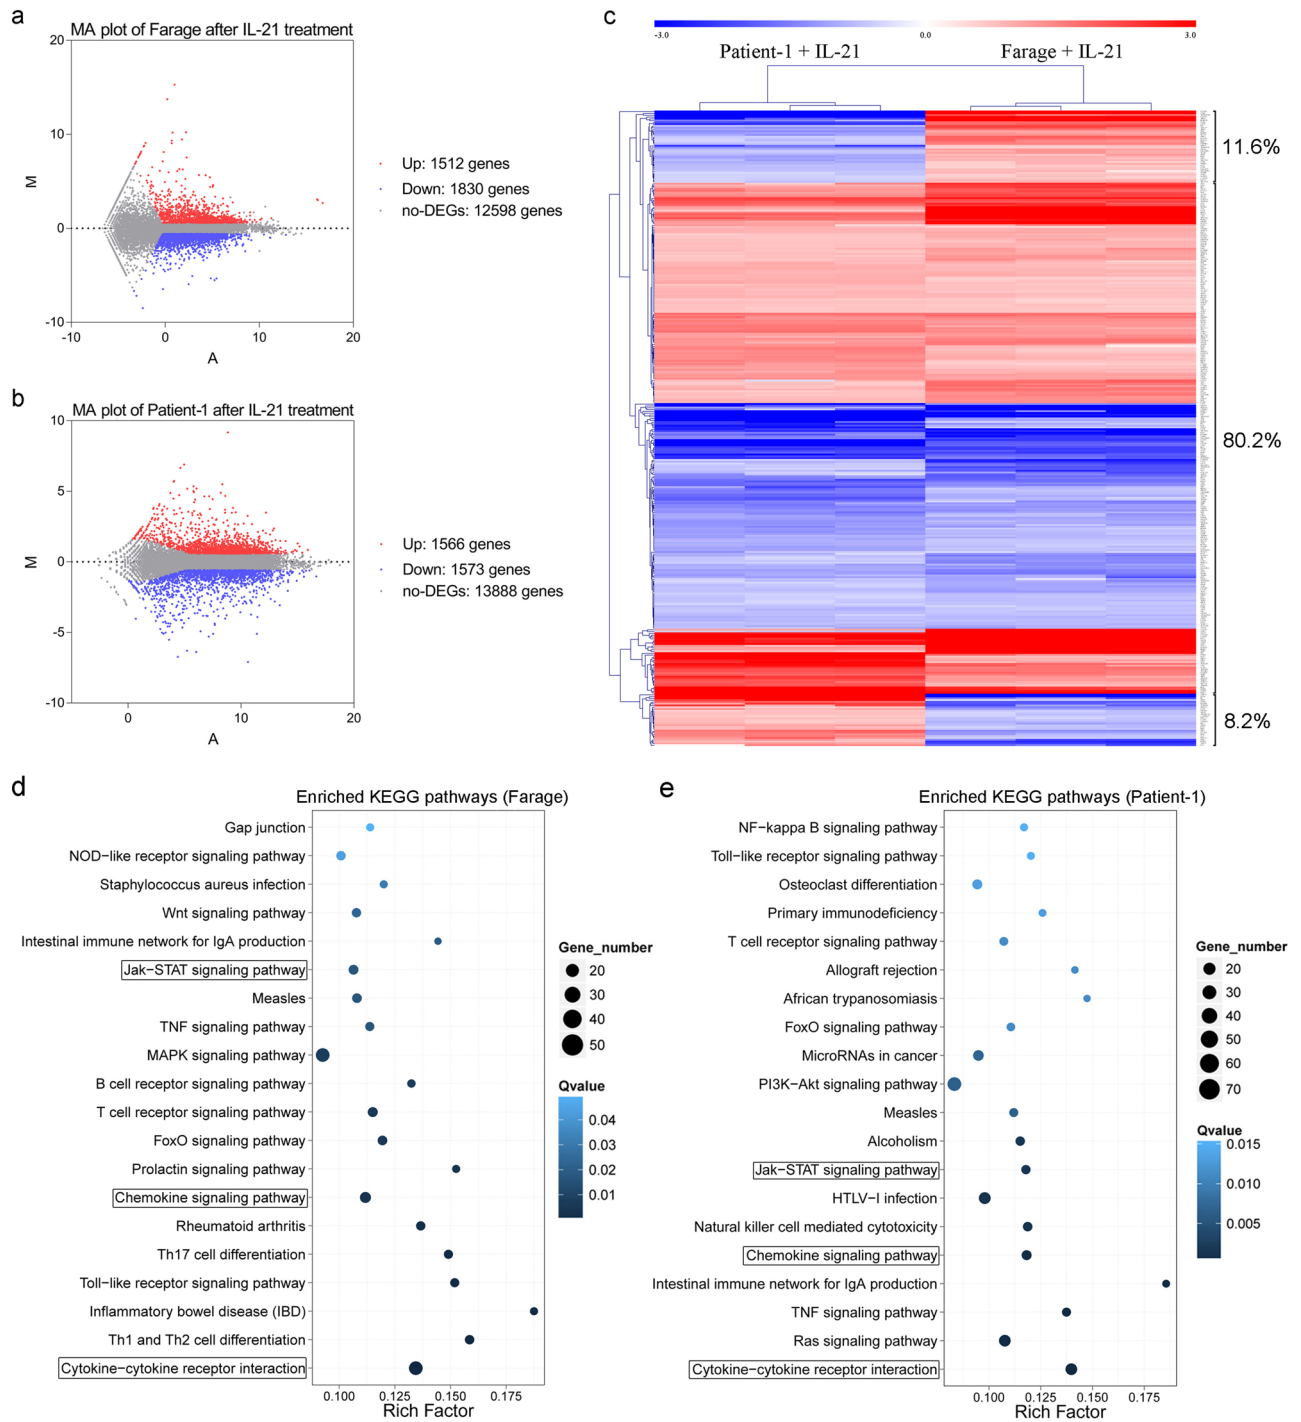 a
MA plot of Farage after IL-21 treatment
20
10
0
-10
M
-10
0
10
20
A
Up: 1512 genes
Down: 1830 genes
no-DEGs: 12598 genes
b
MA plot of Patient-1 after IL-21 treatment
10
5
0
-5
-10
M
0
10
20
A
Up: 1566 genes
Down: 1573 genes
no-DEGs: 13888 genes
c
-3.0
0.0
3.0
Patient-1 + IL-21
Farage + IL-21
11.6%
80.2%
8.2%
d
Enriched KEGG pathways (Farage)
Gap junction
NOD−like receptor signaling pathway
Staphylococcus aureus infection
Wnt signaling pathway
Intestinal immune network for IgA production
Jak−STAT signaling pathway
Measles
TNF signaling pathway
MAPK signaling pathway
B cell receptor signaling pathway
T cell receptor signaling pathway
FoxO signaling pathway
Prolactin signaling pathway
Chemokine signaling pathway
Rheumatoid arthritis
Th17 cell differentiation
Toll−like receptor signaling pathway
Inflammatory bowel disease (IBD)
Th1 and Th2 cell differentiation
Cytokine−cytokine receptor interaction
0.100
0.125
0.150
0.175
Rich Factor
Gene_number
20
30
40
50
Qvalue
0.04
0.02
0.01
e
Enriched KEGG pathways (Patient-1)
NF−kappa B signaling pathway
Toll−like receptor signaling pathway
Osteoclast differentiation
Primary immunodeficiency
T cell receptor signaling pathway
Allograft rejection
African trypanosomiasis
FoxO signaling pathway
MicroRNAs in cancer
PI3K−Akt signaling pathway
Measles
Alcoholism
Jak−STAT signaling pathway
HTLV−I infection
Natural killer cell mediated cytotoxicity
Chemokine signaling pathway
Intestinal immune network for IgA production
TNF signaling pathway
Ras signaling pathway
Cytokine−cytokine receptor interaction
0.100
0.125
0.150
0.175
Rich Factor
Gene_number
20
30
40
50
60
70
Qvalue
0.015
0.010
0.005